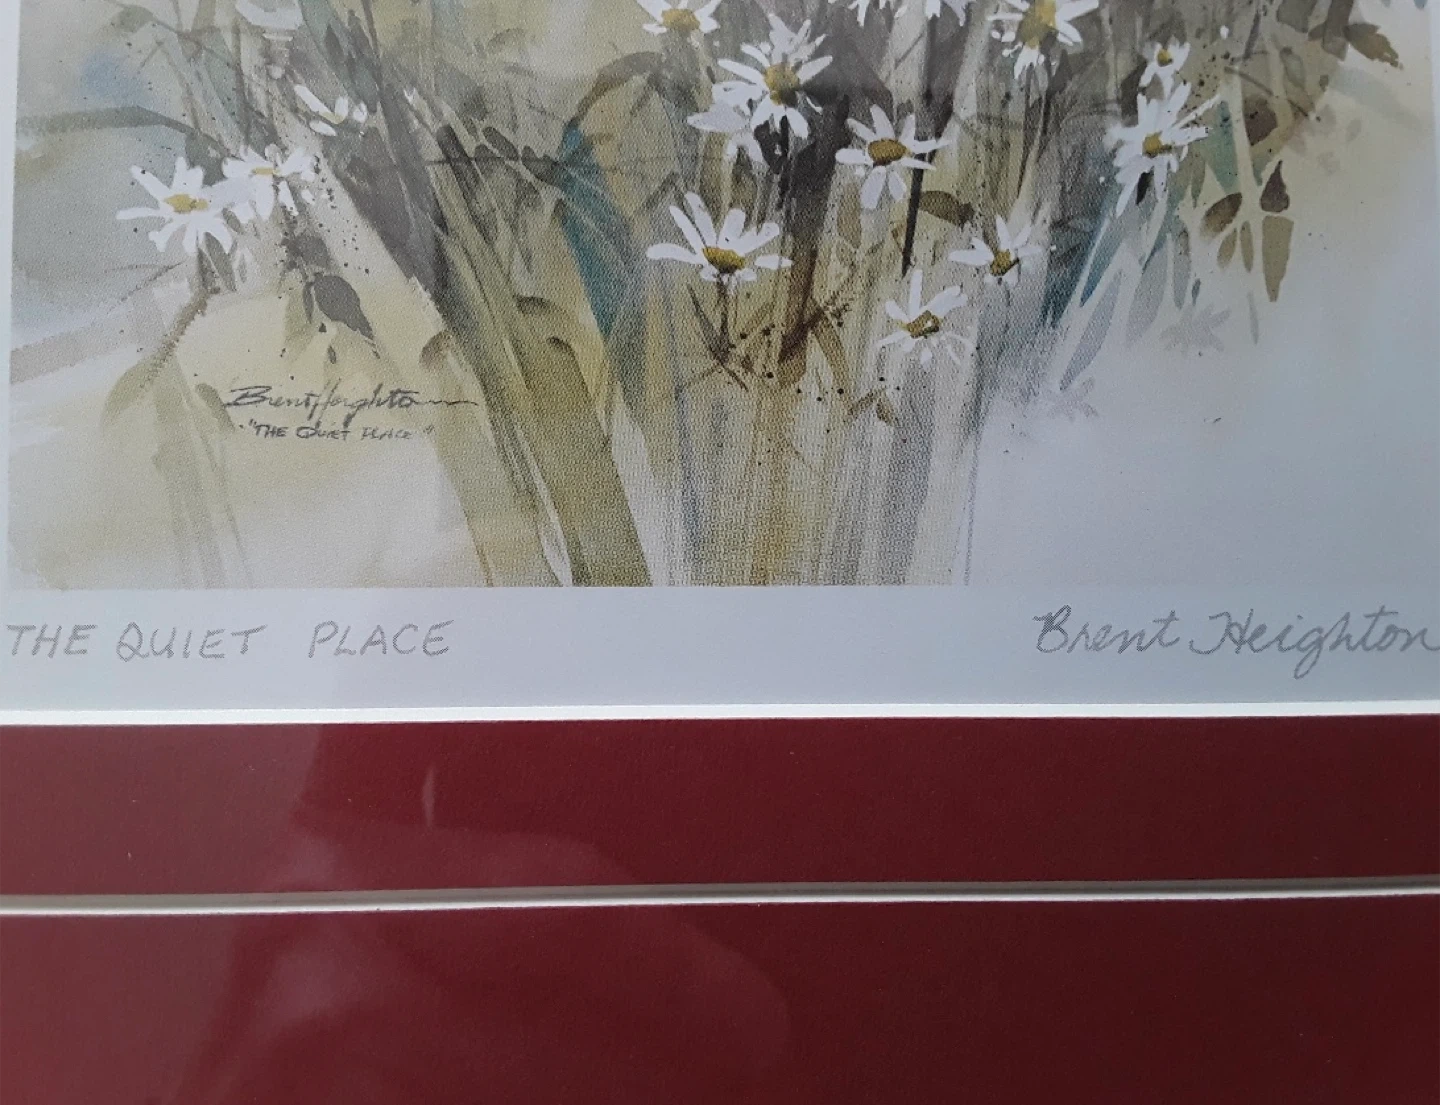 Brent Heighton
"THE QUIET PLACE"
THE QUIET PLACE
Brent Heighton